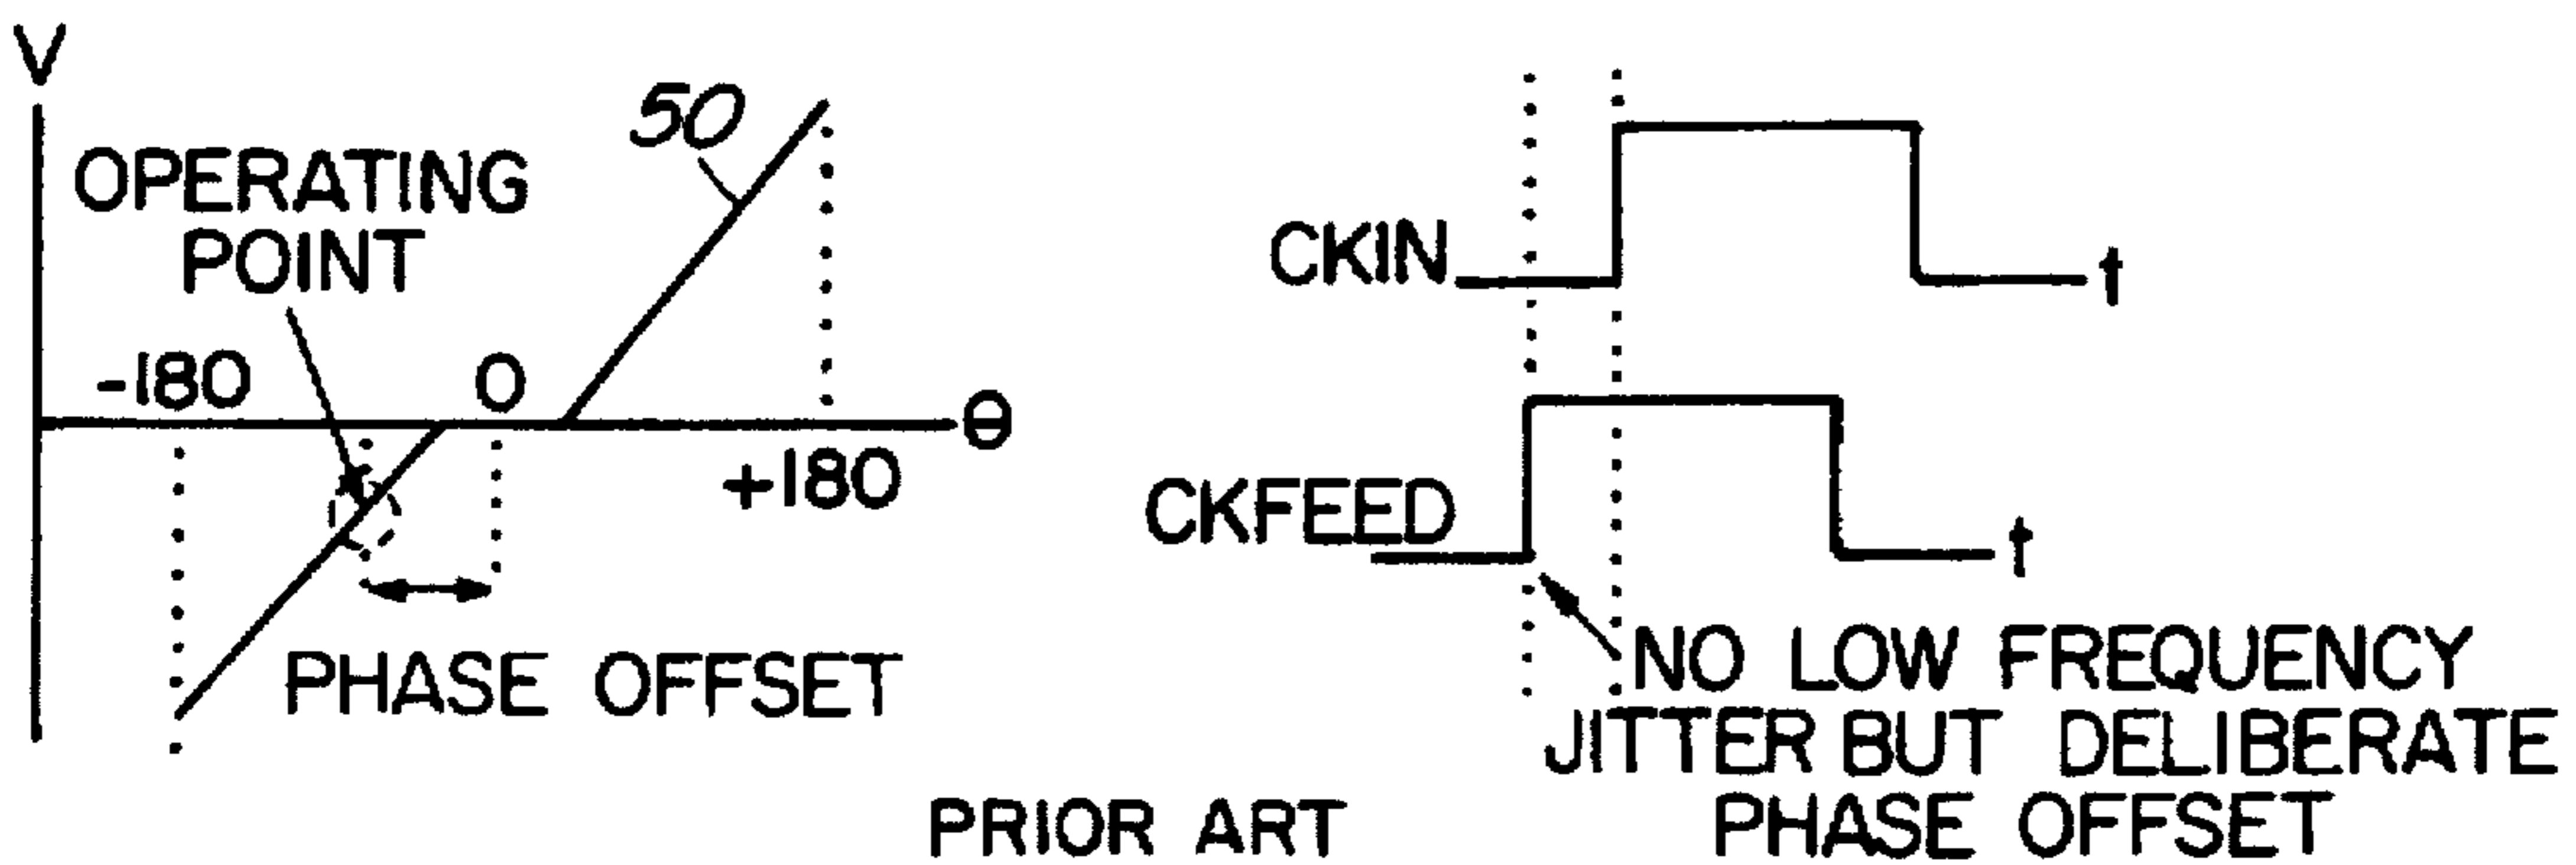 V
50
OPERATING
POINT
-180
0
θ
+180
PHASE OFFSET
CKIN
t
CKFEED
t
NO LOW FREQUENCY
JITTER BUT DELIBERATE
PHASE OFFSET
PRIOR ART